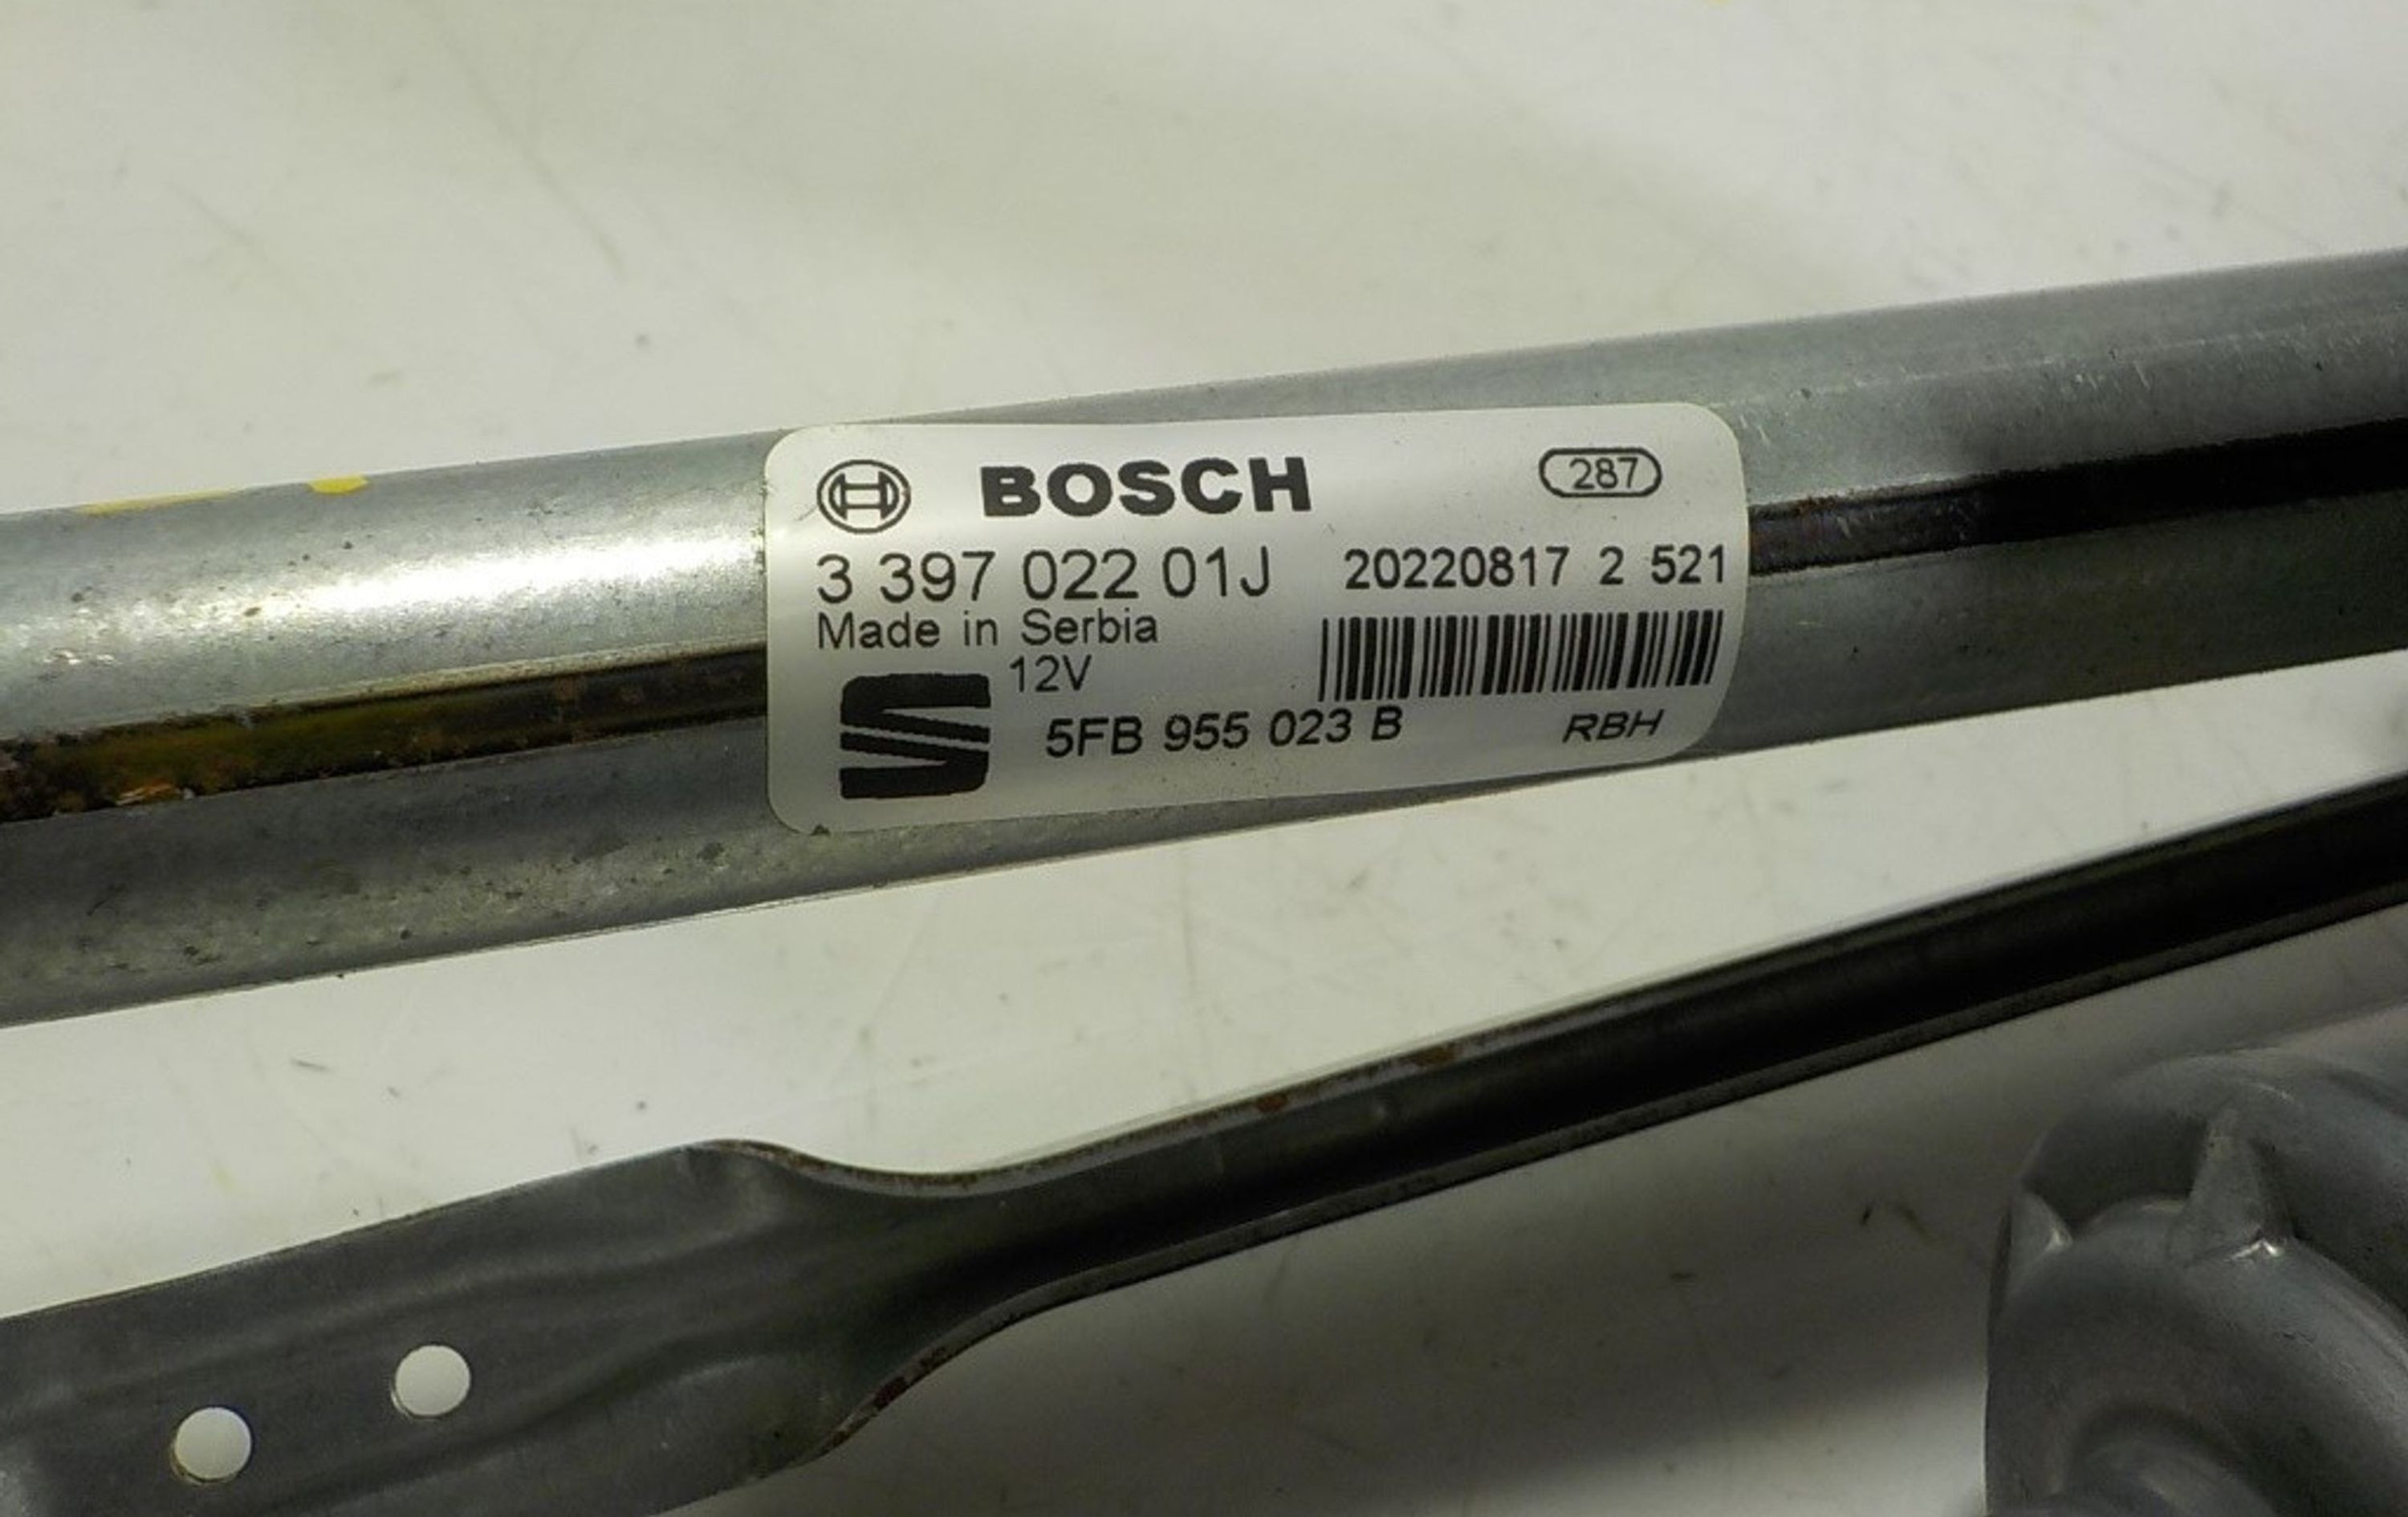 BOSCH 287
3 397 022 01J 20220817 2 521
Made in Serbia
12V
5FB 955 023 B RBH